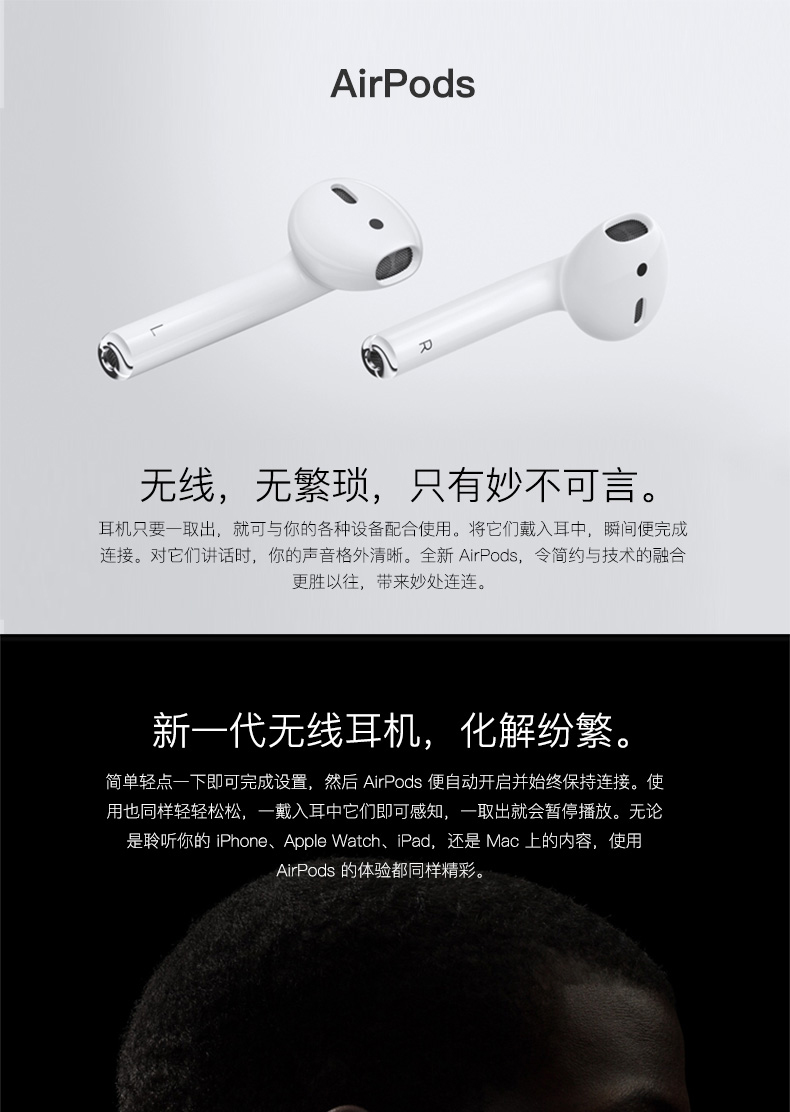 AirPods
L
R
无线，无繁琐，只有妙不可言。
耳机只要一取出，就可与你的各种设备配合使用。将它们戴入耳中，瞬间便完成
连接。对它们讲话时，你的声音格外清晰。全新 AirPods，令简约与技术的融合
更胜以往，带来妙处连连。
新一代无线耳机，化解纷繁。
简单轻点一下即可完成设置，然后 AirPods 便自动开启并始终保持连接。使
用也同样轻轻松松，一戴入耳中它们即可感知，一取出就会暂停播放。无论
是聆听你的 iPhone、Apple Watch、iPad，还是 Mac 上的内容，使用
AirPods 的体验都同样精彩。